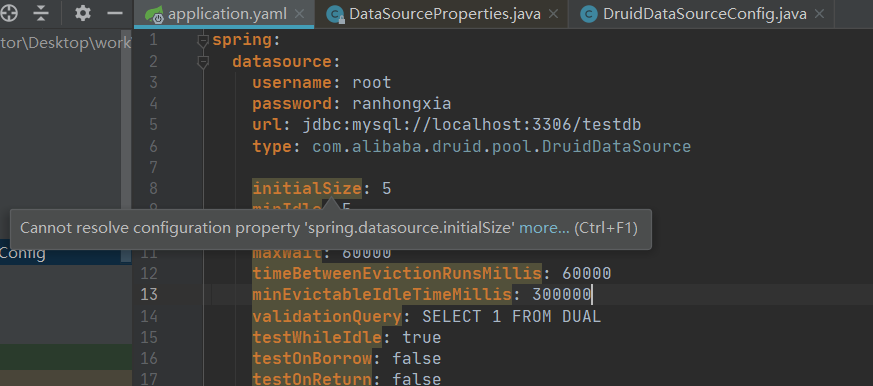 application.yaml DataSourceProperties.java DruidDataSourceConfig.java
tor\Desktop\work
1 spring:
2 datasource:
3 username: root
4 password: ranhongxia
5 url: jdbc:mysql://localhost:3306/testdb
6 type: com.alibaba.druid.pool.DruidDataSource
7
8 initialSize: 5
9 minIdle: 5
Cannot resolve configuration property 'spring.datasource.initialSize' more... (Ctrl+F1)
Config
11 maxWait: 60000
12 timeBetweenEvictionRunsMillis: 60000
13 minEvictableIdleTimeMillis: 300000
14 validationQuery: SELECT 1 FROM DUAL
15 testWhileIdle: true
16 testOnBorrow: false
17 testOnReturn: false